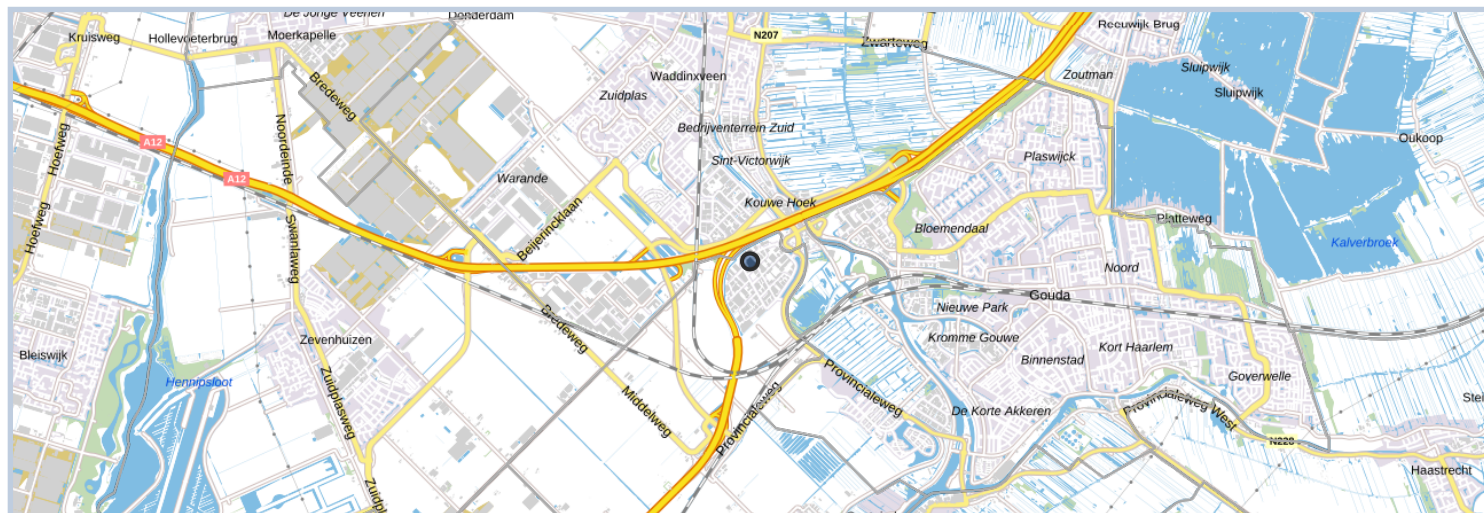 De Jonge Veenen
Donderdam
Kruisweg
Hollevoeterbrug
Moerkapelle
N207
Zwarteweg
Reeuwijk Brug
Waddinxveen
Zuidplas
Zoutman
Sluipwijk
Sluipwijk
Bredeweg
Bedrijventerrein Zuid
Oukoop
Hoefweg
A12
Noordeinde
Sint-Victorwijk
Plaswijck
A12
Warande
Kouwe Hoek
Hoefweg
Swanlaweg
Beijerincklaan
Bloemendaal
Platteweg
Kalverbroek
Noord
Gouda
Nieuwe Park
Bredeweg
Zevenhuizen
Kromme Gouwe
Kort Haarlem
Bleiswijk
Binnenstad
Hennipsloot
Goverwelle
Zuidplasweg
Middelweg
Provincialeweg
Provincialeweg
De Korte Akkeren
Provincialeweg West
N228
Haastrecht